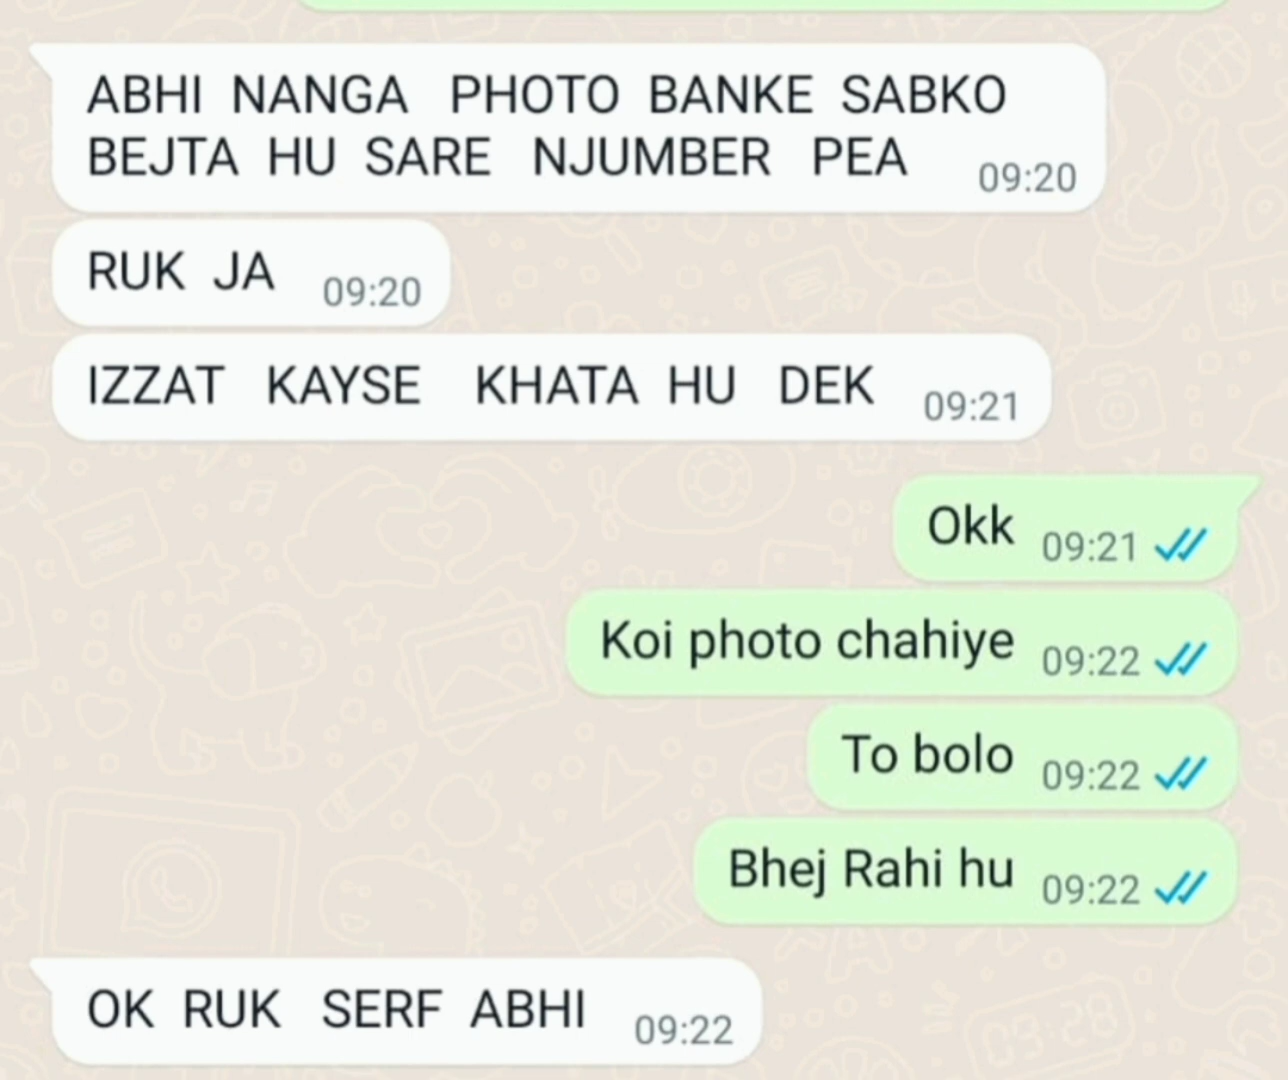 ABHI NANGA PHOTO BANKE SABKO
BEJTA HU SARE NJUMBER PEA 09:20
RUK JA 09:20
IZZAT KAYSE KHATA HU DEK 09:21
Okk 09:21
Koi photo chahiye 09:22
To bolo 09:22
Bhej Rahi hu 09:22
OK RUK SERF ABHI 09:22